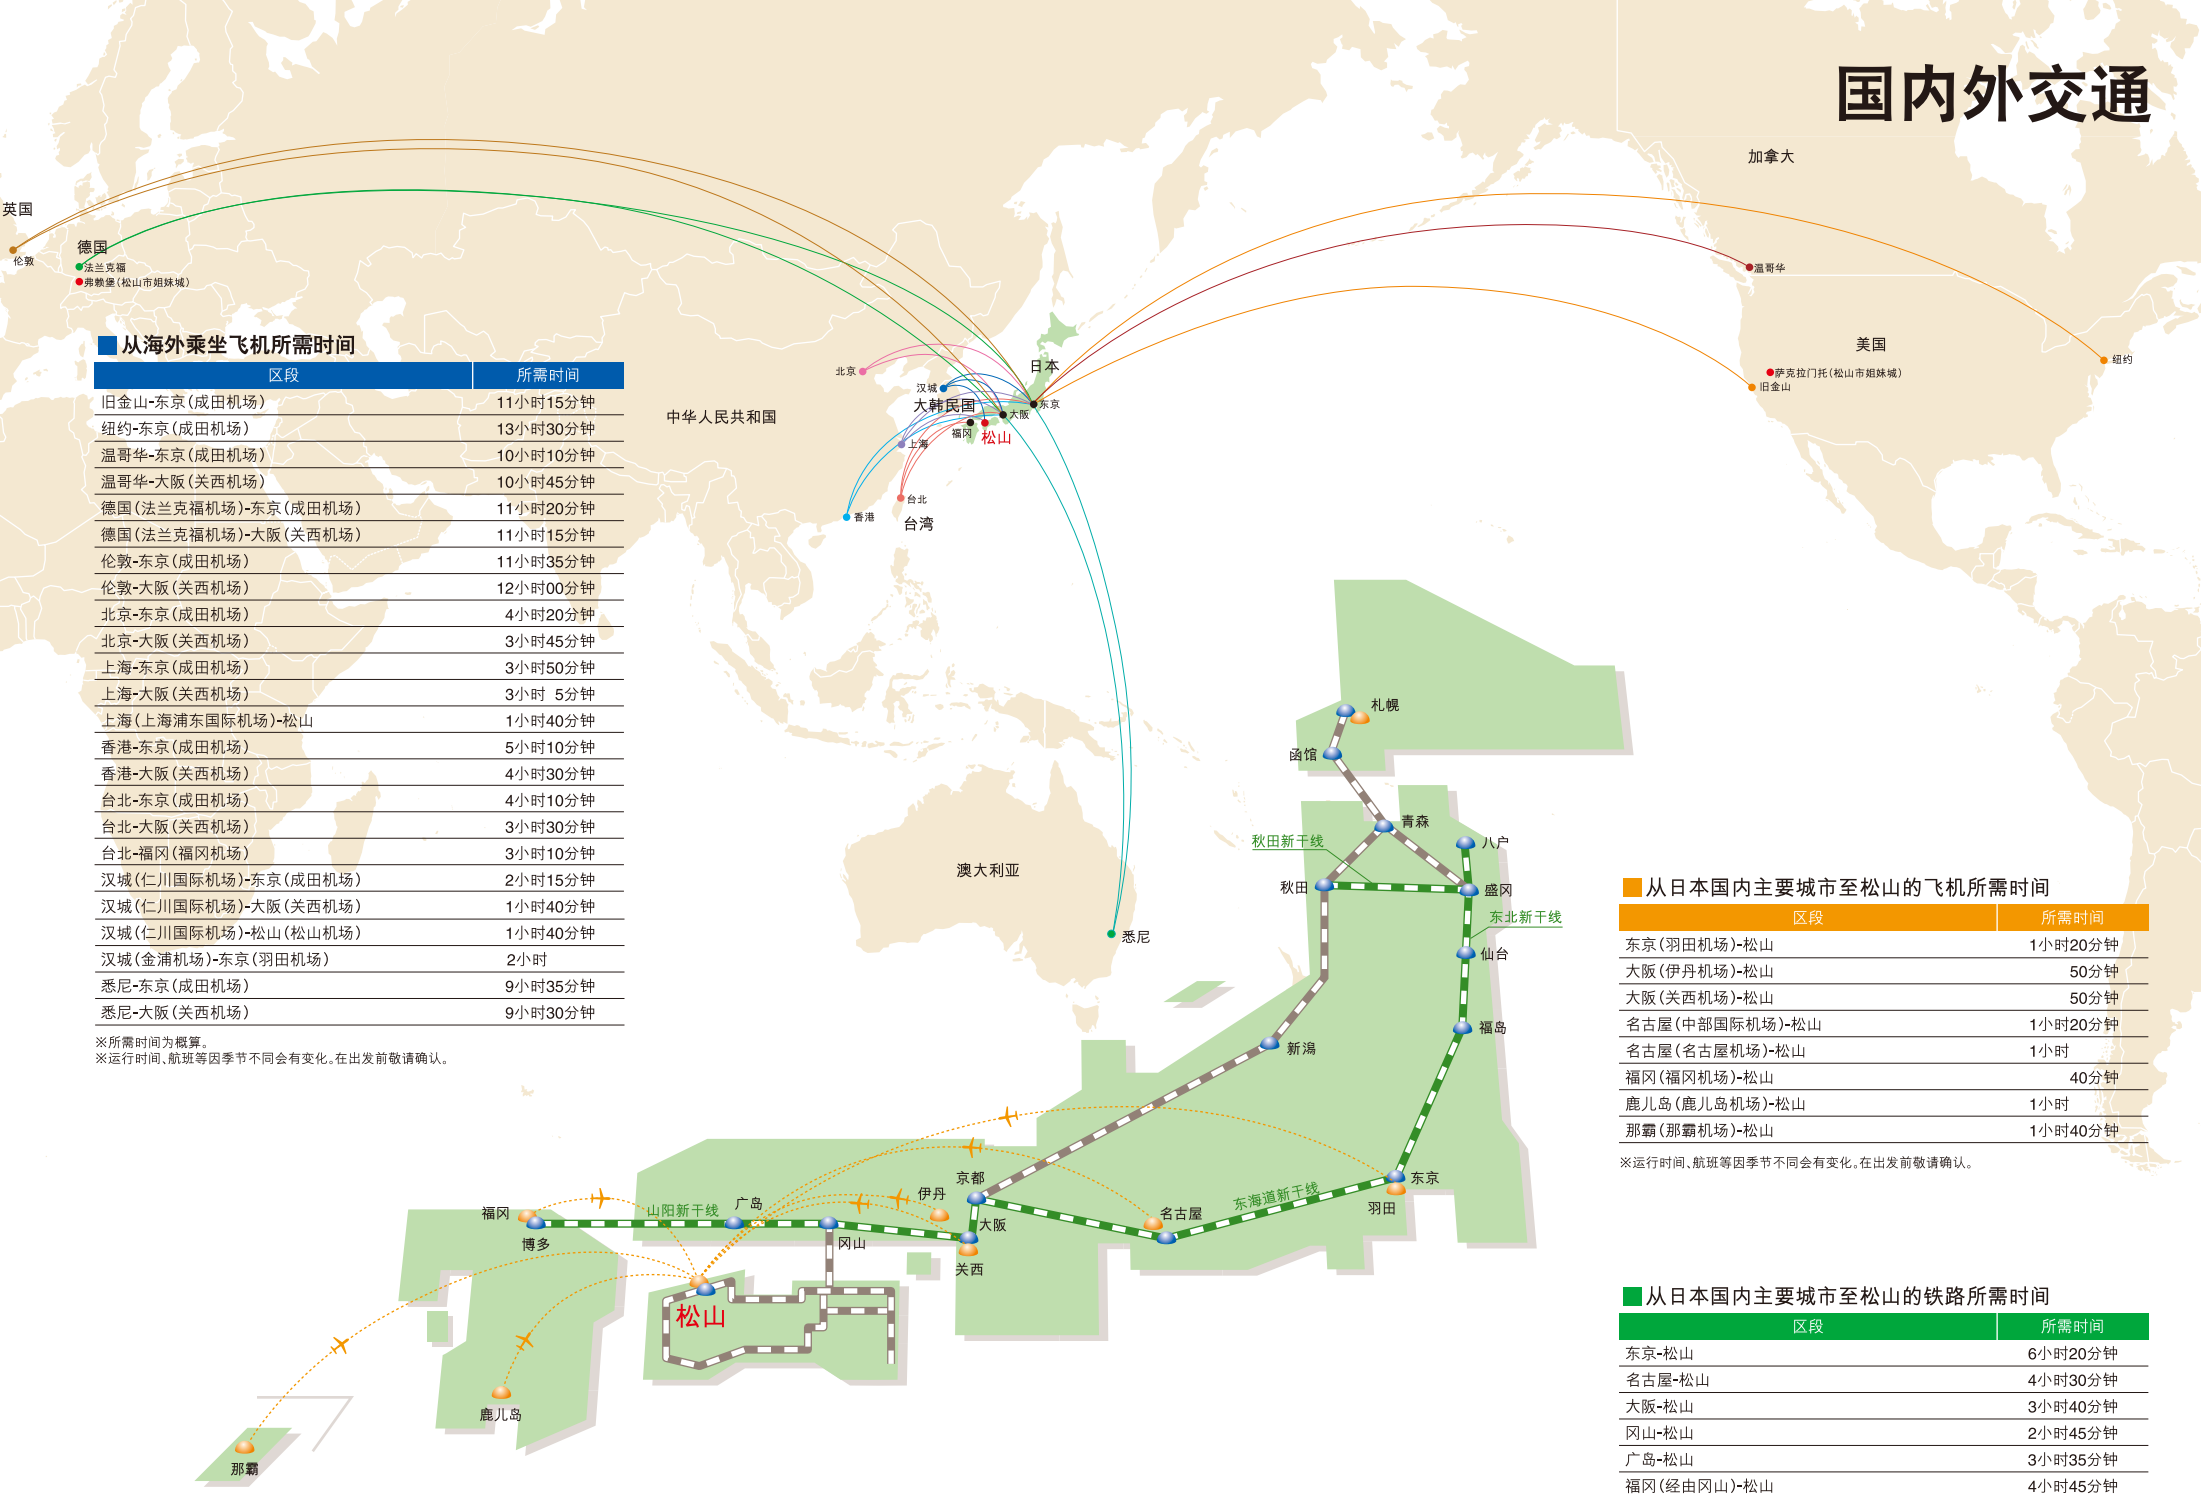 国内外交通
加拿大
英国
伦敦
德国
法兰克福
弗赖堡(松山市姐妹城)
温哥华
美国
萨克拉门托(松山市姐妹城)
旧金山
纽约
北京
汉城
大韩民国
日本
东京
大阪
福冈
松山
上海
中华人民共和国
台北
台湾
香港
澳大利亚
悉尼
从海外乘坐飞机所需时间
区段 所需时间
旧金山-东京(成田机场) 11小时15分钟
纽约-东京(成田机场) 13小时30分钟
温哥华-东京(成田机场) 10小时10分钟
温哥华-大阪(关西机场) 10小时45分钟
德国(法兰克福机场)-东京(成田机场) 11小时20分钟
德国(法兰克福机场)-大阪(关西机场) 11小时15分钟
伦敦-东京(成田机场) 11小时35分钟
伦敦-大阪(关西机场) 12小时00分钟
北京-东京(成田机场) 4小时20分钟
北京-大阪(关西机场) 3小时45分钟
上海-东京(成田机场) 3小时50分钟
上海-大阪(关西机场) 3小时 5分钟
上海(上海浦东国际机场)-松山 1小时40分钟
香港-东京(成田机场) 5小时10分钟
香港-大阪(关西机场) 4小时30分钟
台北-东京(成田机场) 4小时10分钟
台北-大阪(关西机场) 3小时30分钟
台北-福冈(福冈机场) 3小时10分钟
汉城(仁川国际机场)-东京(成田机场) 2小时15分钟
汉城(仁川国际机场)-大阪(关西机场) 1小时40分钟
汉城(仁川国际机场)-松山(松山机场) 1小时40分钟
汉城(金浦机场)-东京(羽田机场) 2小时
悉尼-东京(成田机场) 9小时35分钟
悉尼-大阪(关西机场) 9小时30分钟
※所需时间为概算。
※运行时间、航班等因季节不同会有变化。在出发前敬请确认。
札幌
函馆
青森
八户
秋田新干线
秋田
盛冈
东北新干线
仙台
福岛
新潟
京都
伊丹
广岛
山阳新干线
福冈
博多
冈山
大阪
关西
名古屋
东海道新干线
东京
羽田
松山
鹿儿岛
那霸
从日本国内主要城市至松山的飞机所需时间
区段 所需时间
东京(羽田机场)-松山 1小时20分钟
大阪(伊丹机场)-松山 50分钟
大阪(关西机场)-松山 50分钟
名古屋(中部国际机场)-松山 1小时20分钟
名古屋(名古屋机场)-松山 1小时
福冈(福冈机场)-松山 40分钟
鹿儿岛(鹿儿岛机场)-松山 1小时
那霸(那霸机场)-松山 1小时40分钟
※运行时间、航班等因季节不同会有变化。在出发前敬请确认。
从日本国内主要城市至松山的铁路所需时间
区段 所需时间
东京-松山 6小时20分钟
名古屋-松山 4小时30分钟
大阪-松山 3小时40分钟
冈山-松山 2小时45分钟
广岛-松山 3小时35分钟
福冈(经由冈山)-松山 4小时45分钟